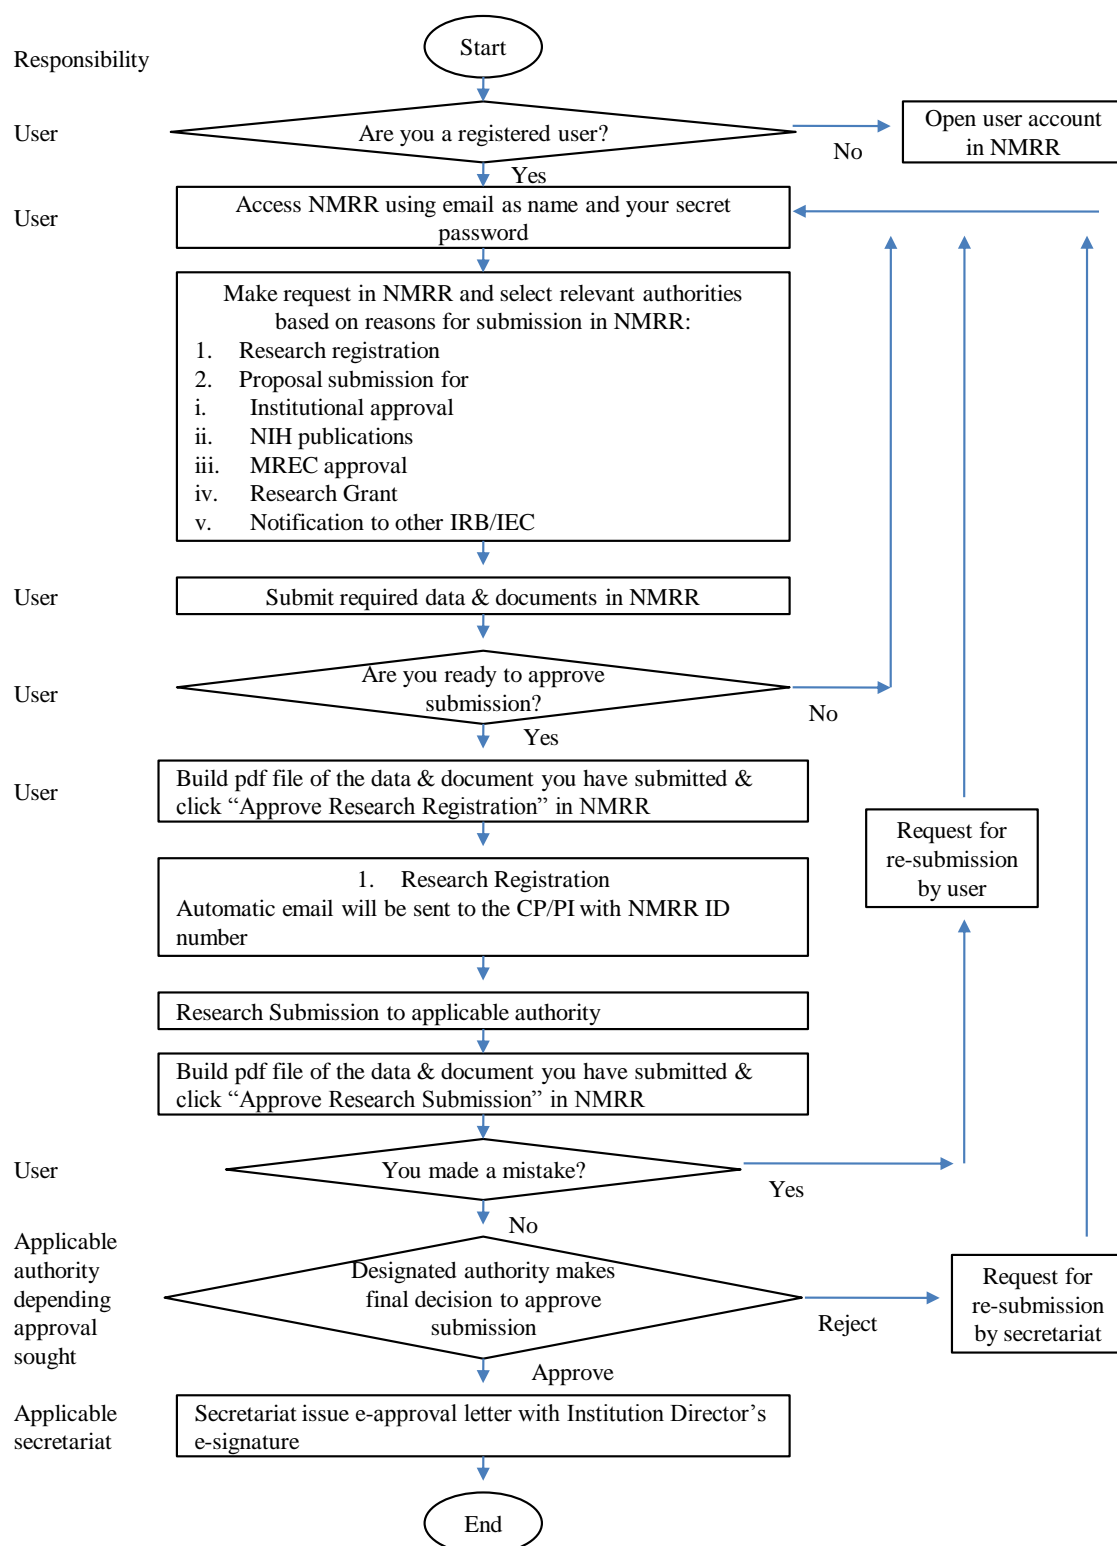 Start
Responsibility
User
Are you a registered user?
No
Open user account
in NMRR
Yes
User
Access NMRR using email as name and your secret
password
Make request in NMRR and select relevant authorities
based on reasons for submission in NMRR:
1. Research registration
2. Proposal submission for
i. Institutional approval
ii. NIH publications
iii. MREC approval
iv. Research Grant
v. Notification to other IRB/IEC
User
Submit required data & documents in NMRR
User
Are you ready to approve
submission?
No
Yes
User
Build pdf file of the data & document you have submitted &
click “Approve Research Registration” in NMRR
Request for
re-submission
by user
1. Research Registration
Automatic email will be sent to the CP/PI with NMRR ID
number
Research Submission to applicable authority
Build pdf file of the data & document you have submitted &
click “Approve Research Submission” in NMRR
User
You made a mistake?
Yes
No
Applicable
authority
depending
approval
sought
Designated authority makes
final decision to approve
submission
Reject
Request for
re-submission
by secretariat
Approve
Applicable
secretariat
Secretariat issue e-approval letter with Institution Director’s
e-signature
End